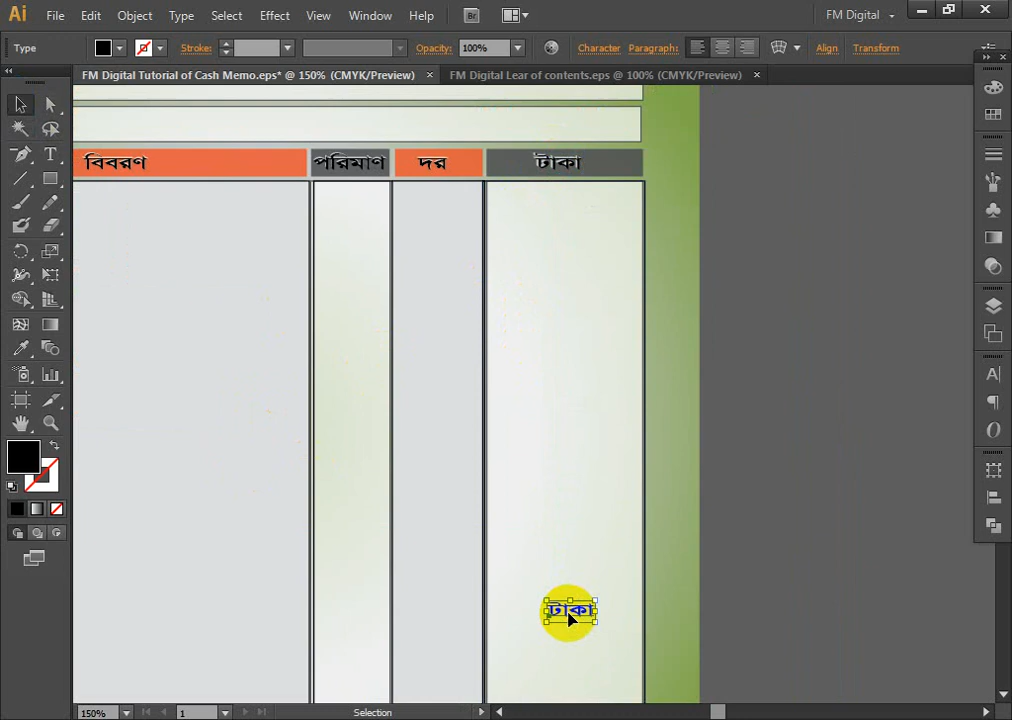 Ai File Edit Object Type Select Effect View Window Help Br FM Digital
Type Stroke: Opacity: 100% Character Paragraph: Align Transform
FM Digital Tutorial of Cash Memo.eps* @ 150% (CMYK/Preview) FM Digital Lear of contents.eps @ 100% (CMYK/Preview)
বিবরণ পরিমাণ দর টাকা
টাকা
150% 1 Selection